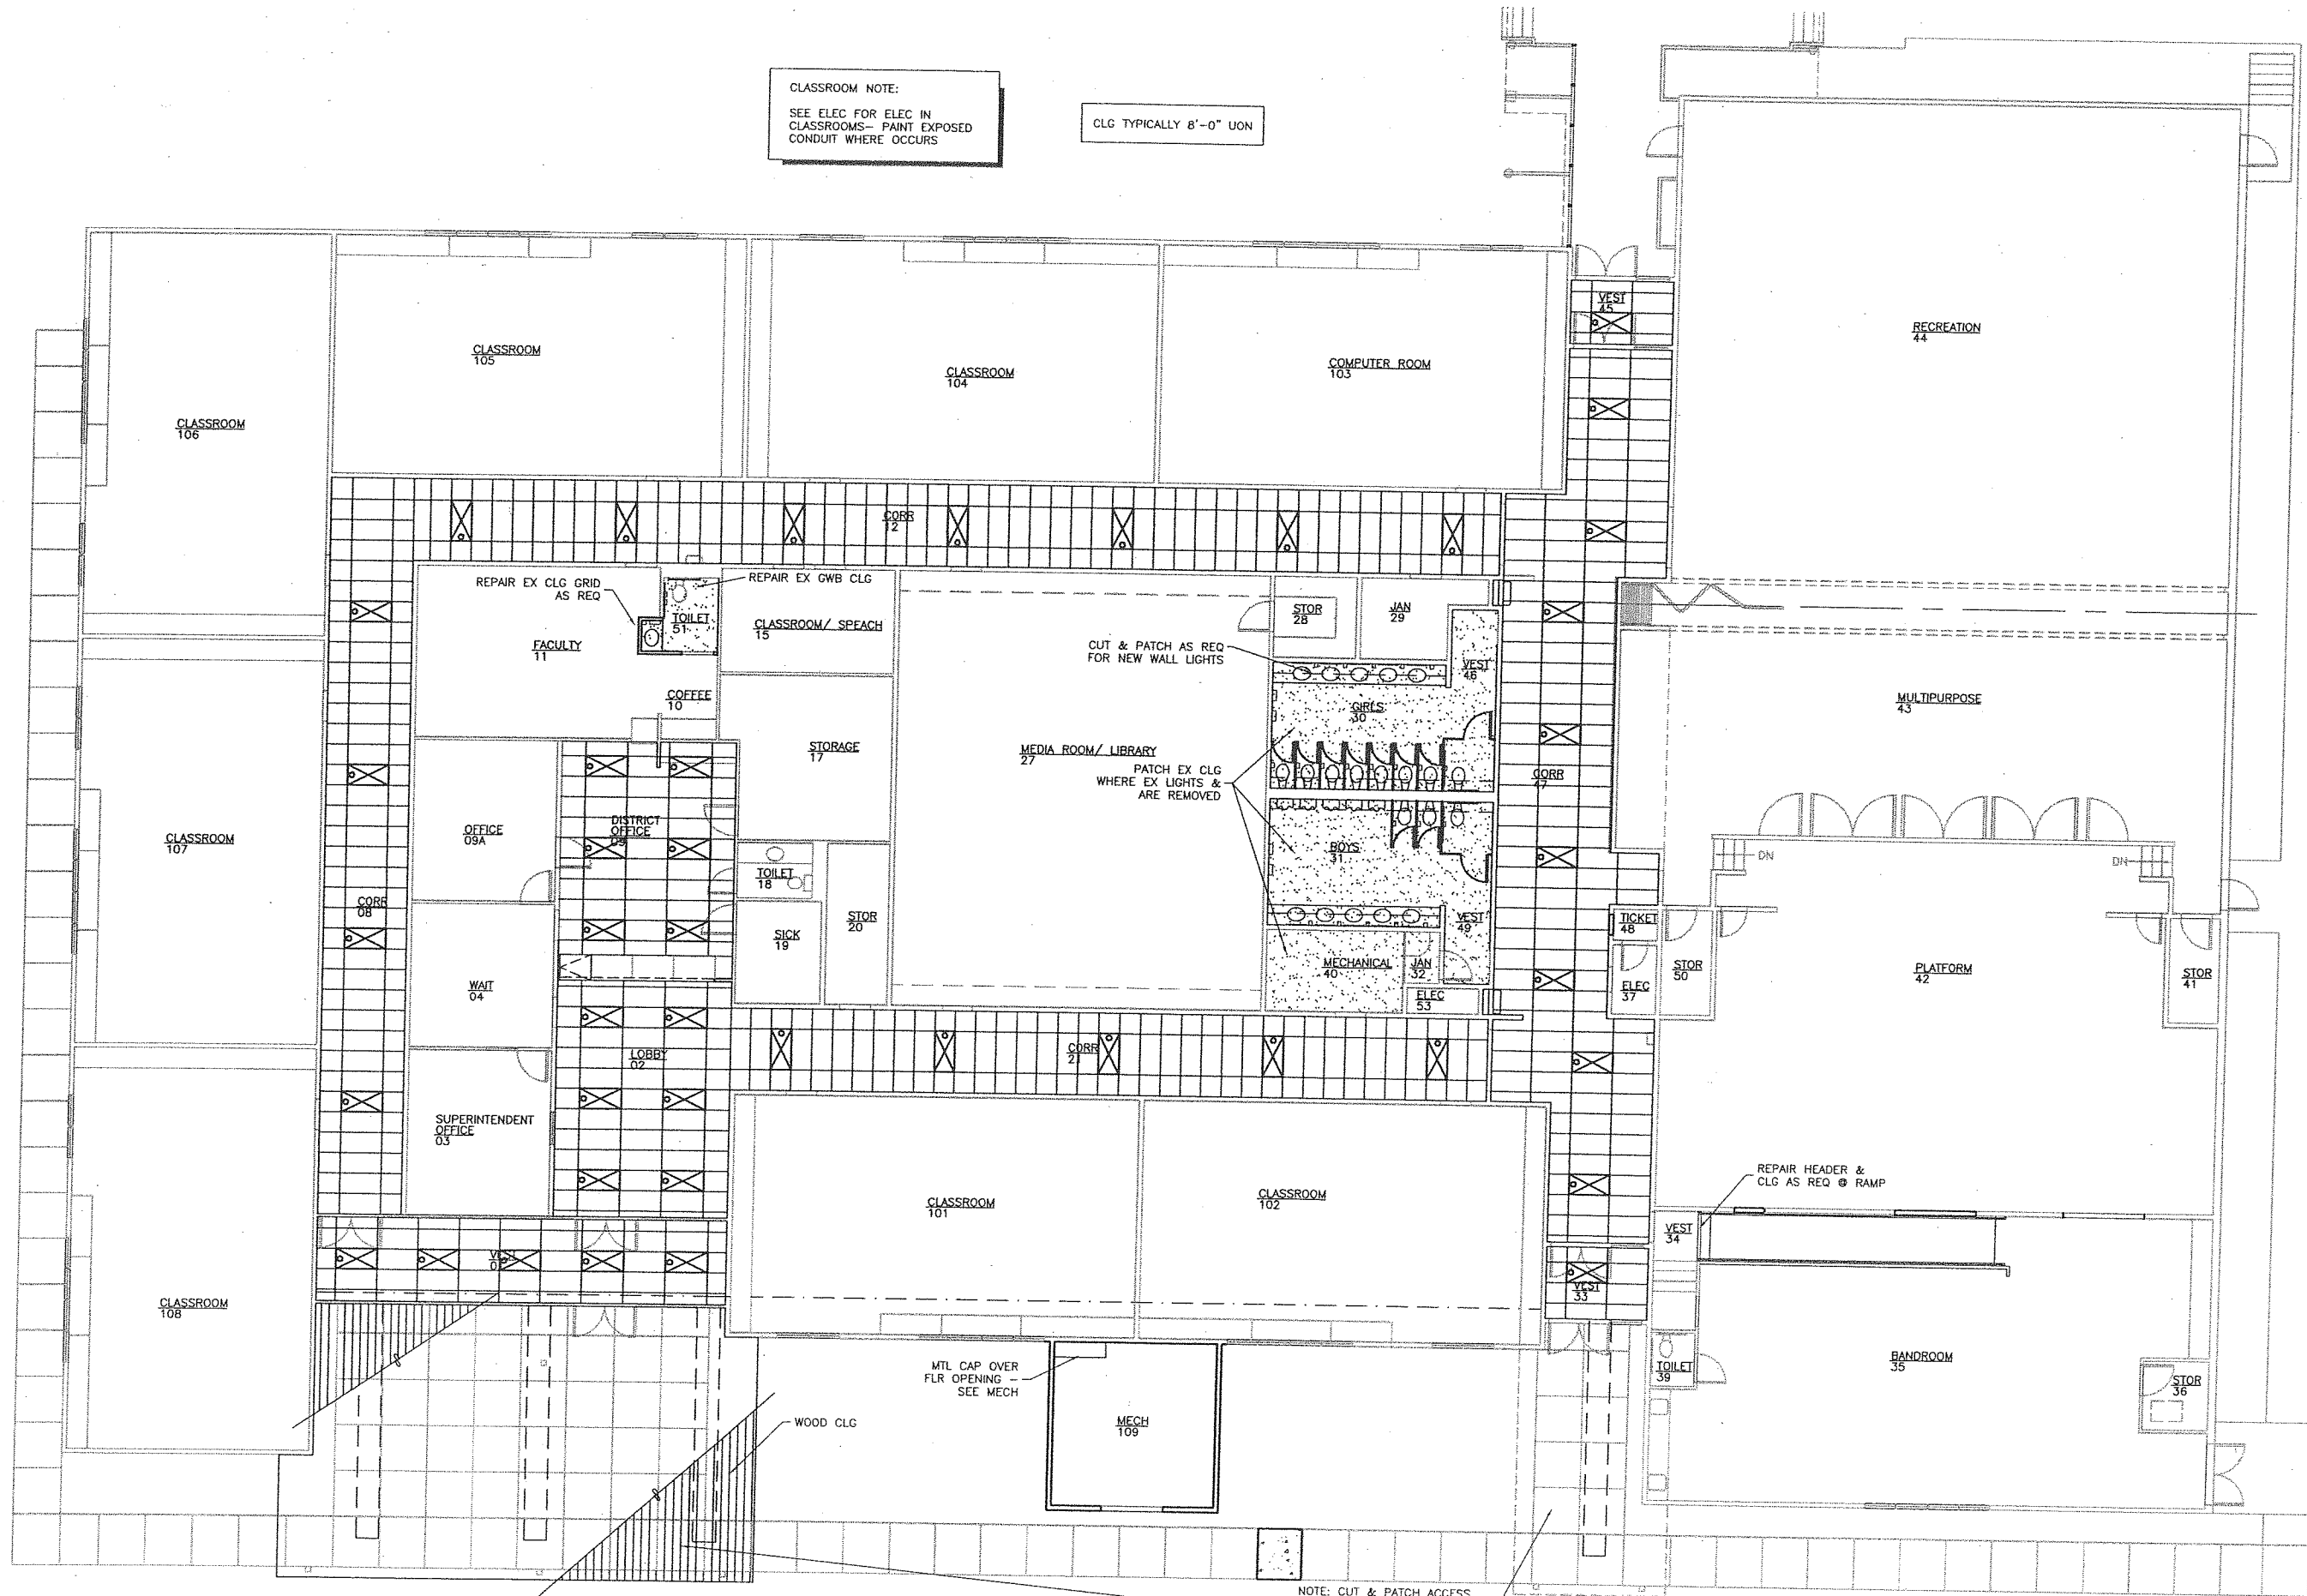 CLASSROOM NOTE:
SEE ELEC FOR ELEC IN
CLASSROOMS- PAINT EXPOSED
CONDUIT WHERE OCCURS
CLG TYPICALLY 8'-0" UON
VEST
45
RECREATION
44
CLASSROOM
105
CLASSROOM
104
COMPUTER ROOM
103
CLASSROOM
106
CORR
12
REPAIR EX CLG GRID
AS REQ
REPAIR EX GWB CLG
TOILET
51
CLASSROOM/ SPEACH
15
FACULTY
11
COFFEE
10
STOR
28
JAN
29
CUT & PATCH AS REQ
FOR NEW WALL LIGHTS
VEST
46
GIRLS
30
MULTIPURPOSE
43
STORAGE
17
MEDIA ROOM/ LIBRARY
27
PATCH EX CLG
WHERE EX LIGHTS &
ARE REMOVED
CORR
47
CLASSROOM
107
OFFICE
09A
DISTRICT
OFFICE
09
BOYS
31
DN
DN
TOILET
18
CORR
08
STOR
20
SICK
19
VEST
49
TICKET
48
WAIT
04
MECHANICAL
40
JAN
32
ELEC
53
ELEC
37
STOR
50
PLATFORM
42
STOR
41
LOBBY
02
CORR
21
SUPERINTENDENT
OFFICE
03
CLASSROOM
101
CLASSROOM
102
REPAIR HEADER &
CLG AS REQ @ RAMP
VEST
34
VEST
VEST
33
CLASSROOM
108
MTL CAP OVER
FLR OPENING -
SEE MECH
TOILET
39
BANDROOM
35
STOR
36
WOOD CLG
MECH
109
NOTE: CUT & PATCH ACCESS